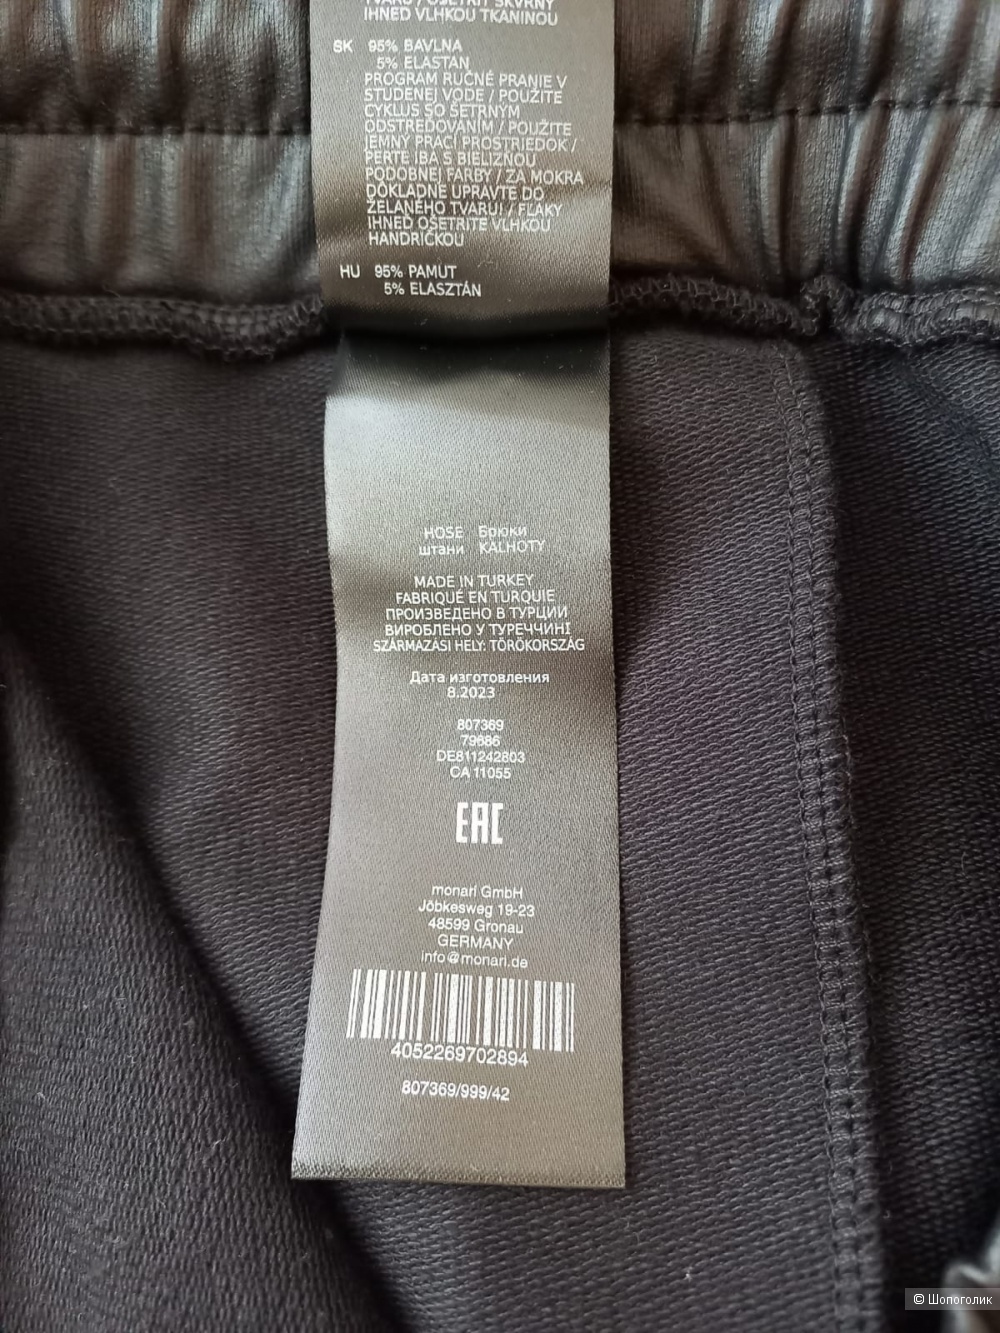 TVARU / OŠETŘIT SKVRNY
IHNED VLHKOU TKANINOU
SK 95% BAVLNA
5% ELASTAN
PROGRAM RUČNÉ PRANIE V
STUDENEJ VODE / POUŽITE
CYKLUS SO ŠETRNÝM
ODSTREĎOVANÍM / POUŽITE
JEMNÝ PRACÍ PROSTRIEDOK /
PERTE IBA S BIELIZŇOU
PODOBNEJ FARBY / ZA MOKRA
DÔKLADNE UPRAVTE DO
ŽELANÉHO TVARU! / FĽAKY
IHNEĎ OŠETRITE VLHKOU
HANDRIČKOU
HU 95% PAMUT
5% ELASZTÁN
HOSE Брюки
штани KALHOTY
MADE IN TURKEY
FABRIQUÉ EN TURQUIE
ПРОИЗВЕДЕНО В ТУРЦИИ
ВИРОБЛЕНО У ТУРЕЧЧИНІ
SZÁRMAZÁSI HELY: TÖRÖKORSZÁG
Дата изготовления
8.2023
807369
79686
DE811242803
CA 11055
EAC
monari GmbH
Jöbkesweg 19-23
48599 Gronau
GERMANY
info@monari.de
4052269702894
807369/999/42
© Шопоголик